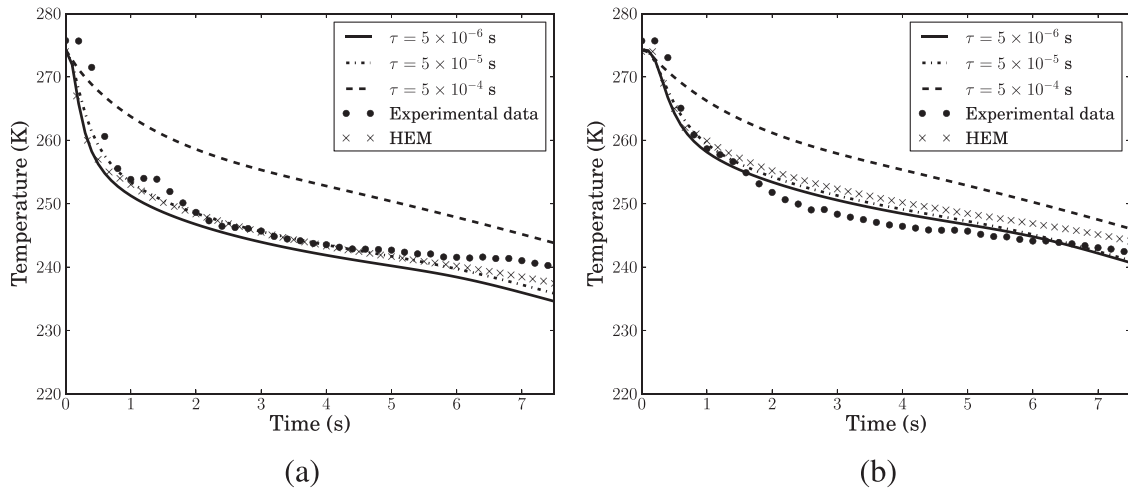 280
270
260
250
240
230
220
0
1
2
3
4
5
6
7
Temperature (K)
Time (s)
τ = 5 × 10⁻⁶ s
τ = 5 × 10⁻⁵ s
τ = 5 × 10⁻⁴ s
Experimental data
HEM
(a)
280
270
260
250
240
230
220
0
1
2
3
4
5
6
7
Temperature (K)
Time (s)
τ = 5 × 10⁻⁶ s
τ = 5 × 10⁻⁵ s
τ = 5 × 10⁻⁴ s
Experimental data
HEM
(b)